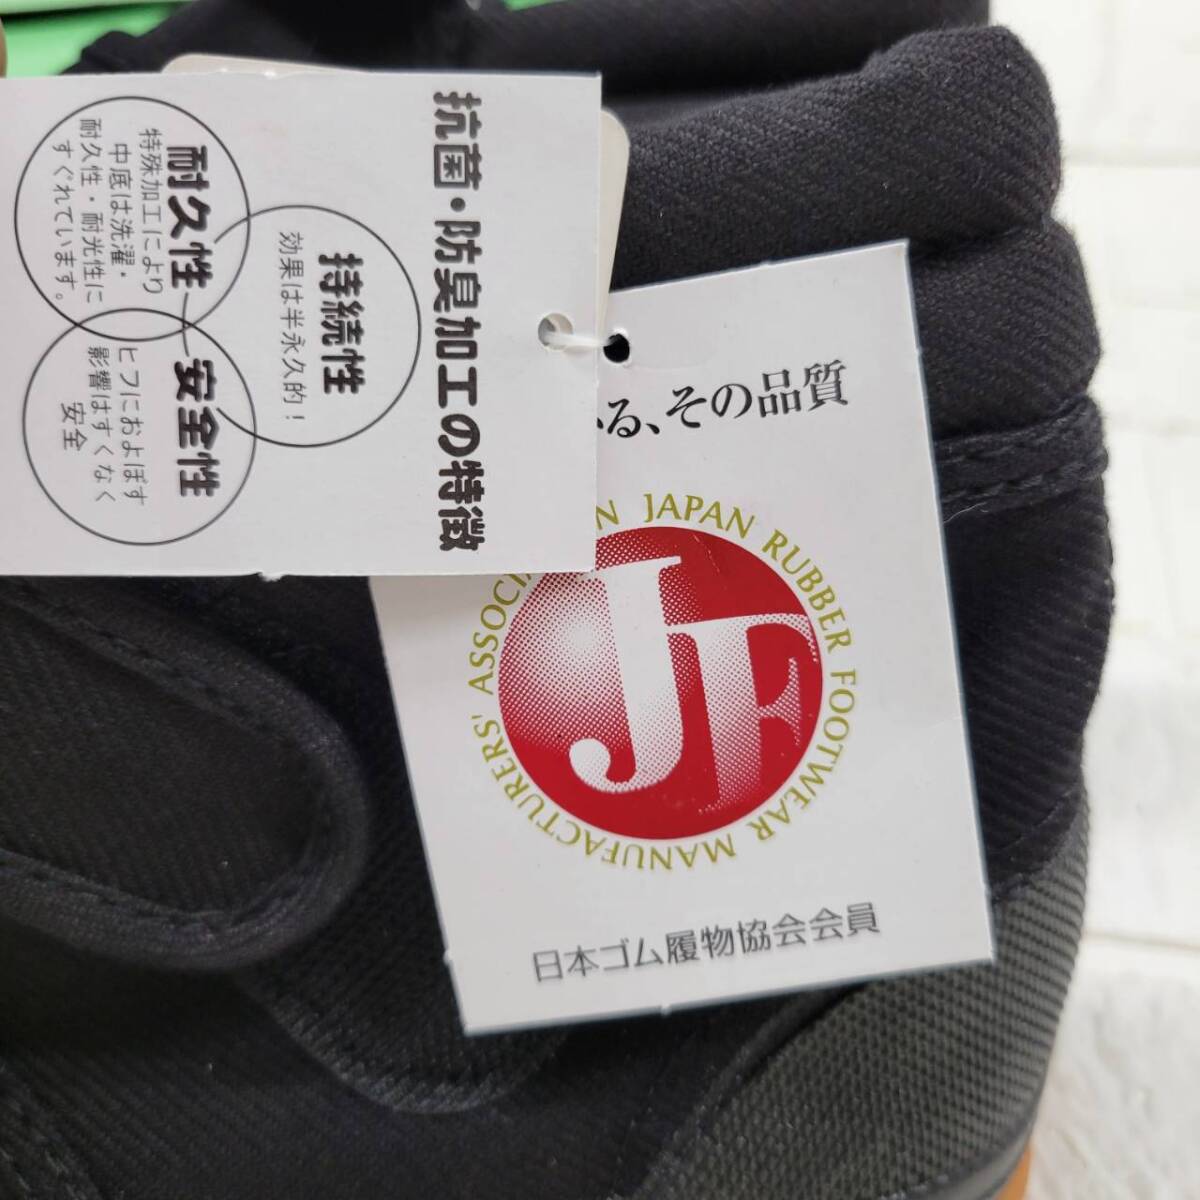 抗菌・防臭加工の特徴
持続性
効果は半永久的!
耐久性
特殊加工により
中底は洗濯・
耐久性・耐光性に
すぐれています。
安全性
ヒフにおよぼす
影響はすくなく
安全
る、その品質
JAPAN RUBBER FOOTWEAR MANUFACTURERS'
JF
日本ゴム履物協会会員